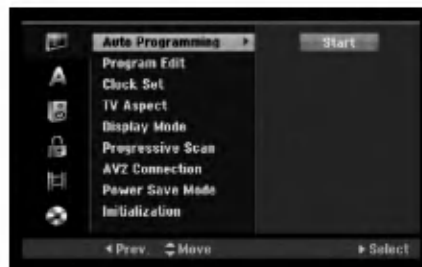 Auto Programming Start
Program Edit
A
Clock Set
TV Aspect
Display Mode
Progressive Scan
AV2 Connection
Power Save Mode
Initialization
Prev. Move Select